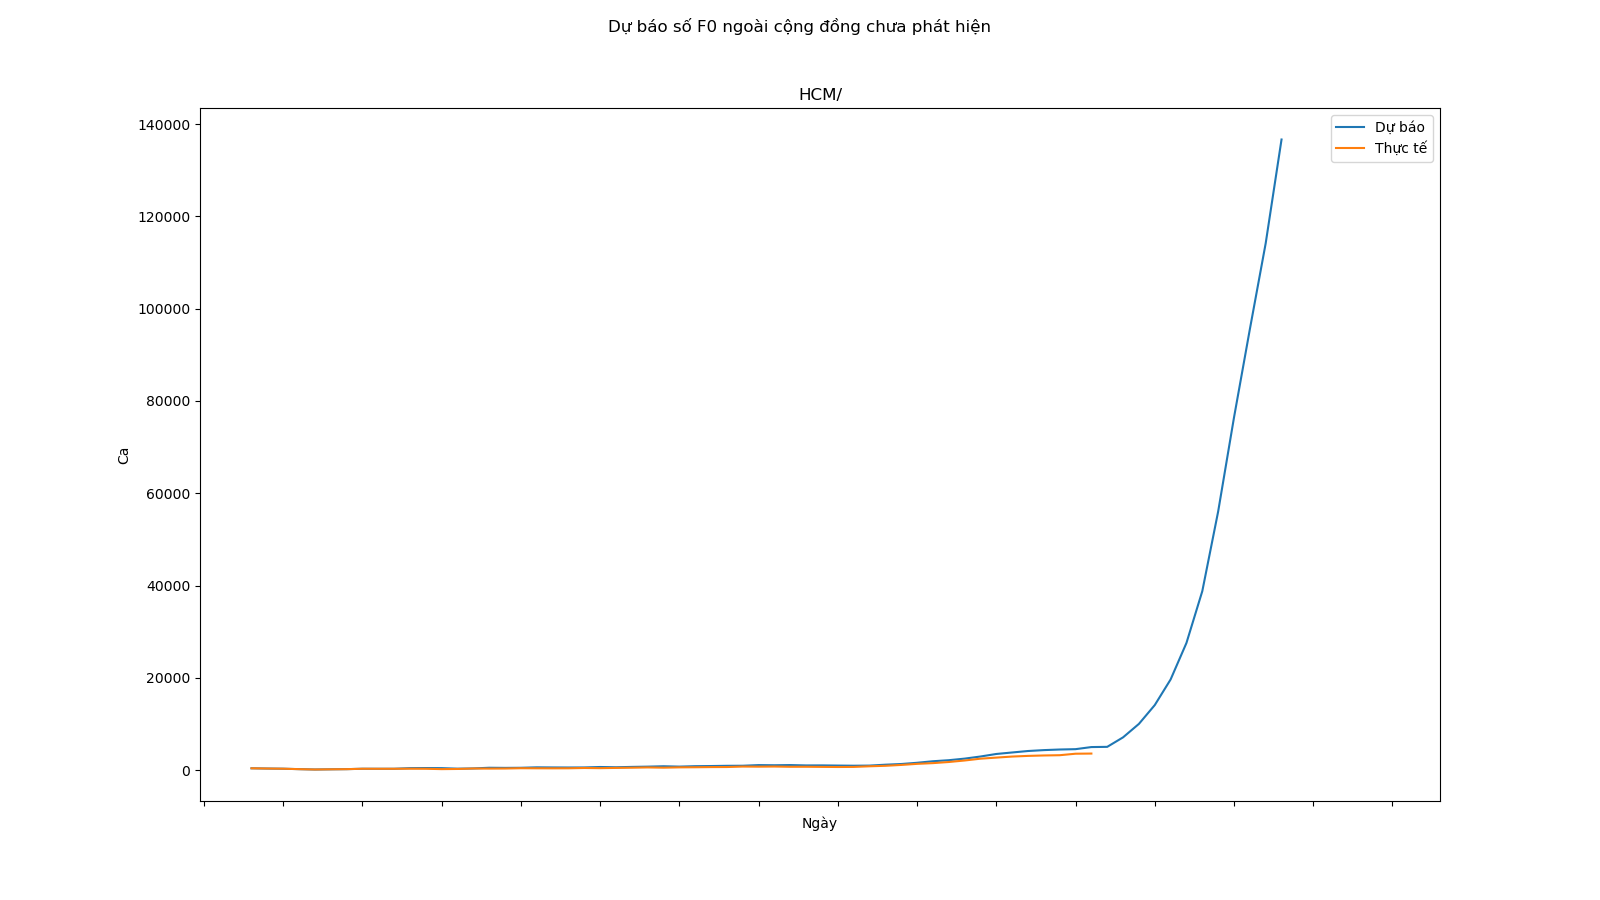 Dự báo số F0 ngoài cộng đồng chưa phát hiện
HCM/
140000
120000
100000
80000
60000
40000
20000
0
Ca
Dự báo
Thực tế
Ngày